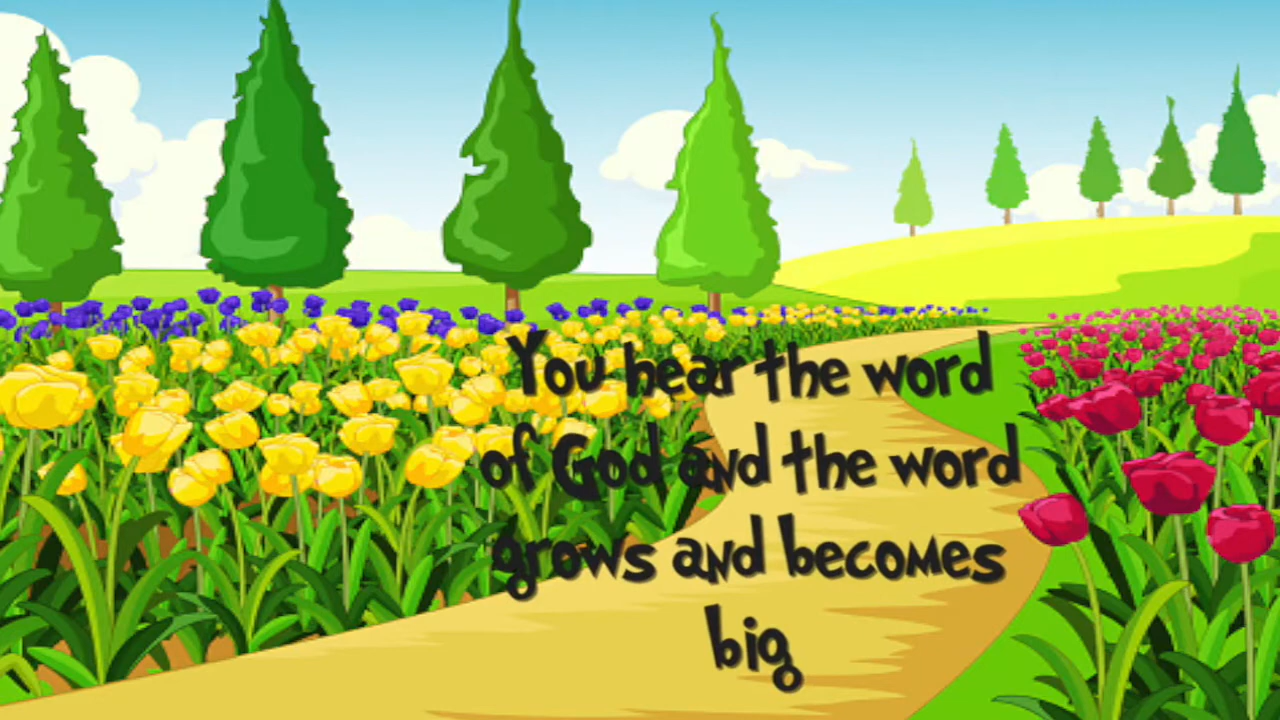 You hear the word
of God and the word
grows and becomes
big